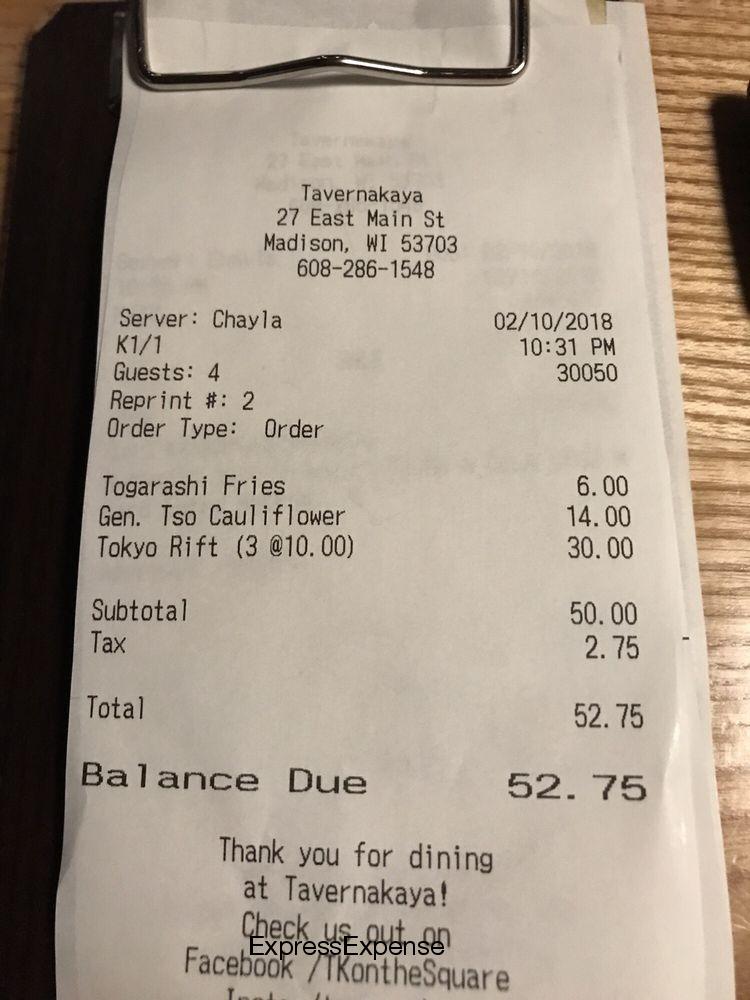 Tavernakaya
27 East Main St
Madison, WI 53703
608-286-1548
Server: Chayla 02/10/2018
K1/1 10:31 PM
Guests: 4 30050
Reprint #: 2
Order Type: Order
Togarashi Fries 6.00
Gen. Tso Cauliflower 14.00
Tokyo Rift (3 @10.00) 30.00
Subtotal 50.00
Tax 2.75
Total 52.75
Balance Due 52.75
Thank you for dining
at Tavernakaya!
Check us out on
ExpressExpense
Facebook /TKontheSquare